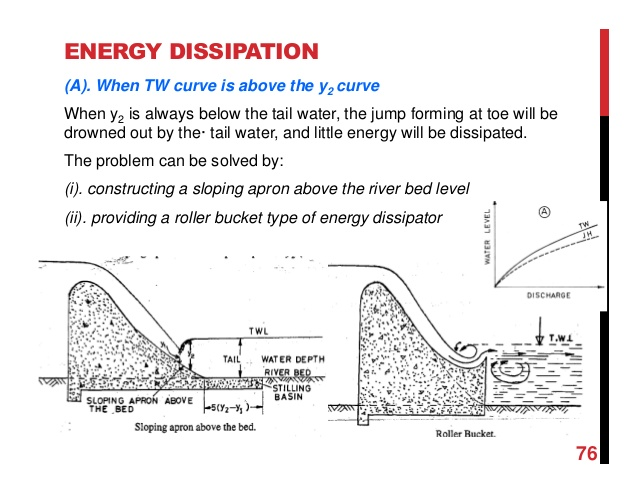 ENERGY DISSIPATION
(A). When TW curve is above the y2 curve
When y2 is always below the tail water, the jump forming at toe will be
drowned out by the· tail water, and little energy will be dissipated.
The problem can be solved by:
(i). constructing a sloping apron above the river bed level
(ii). providing a roller bucket type of energy dissipator
A
TW
JH
WATER LEVEL
DISCHARGE
TWL
TAIL WATER DEPTH
RIVER BED
STILLING
BASIN
SLOPING APRON ABOVE
THE BED
5(Y2-Y1)
Sloping apron above the bed.
T.W.L
Roller Bucket.
76